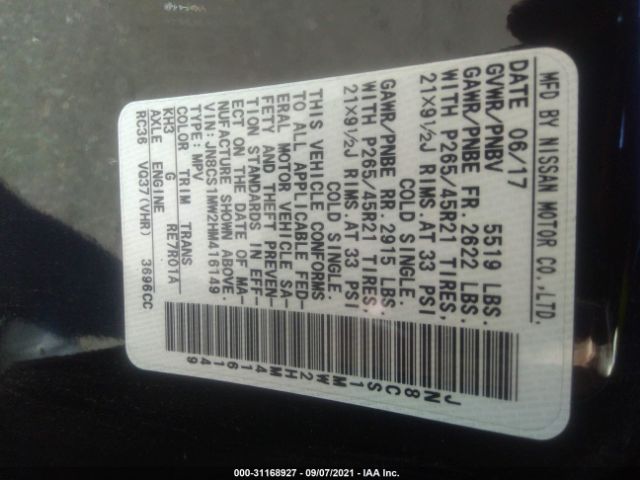 MFD BY NISSAN MOTOR CO.,LTD.
DATE 06/17
GVWR/PNBV 5519 LBS.
GAWR/PNBE FR. 2622 LBS.
WITH P265/45R21 TIRES,
21X9½J RIMS.AT 33 PSI
COLD SINGLE.
GAWR/PNBE RR. 2915 LBS.
WITH P265/45R21 TIRES,
21X9½J RIMS.AT 33 PSI
COLD SINGLE.
THIS VEHICLE CONFORMS
TO ALL APPLICABLE FED-
ERAL MOTOR VEHICLE SA-
FETY AND THEFT PREVEN-
TION STANDARDS IN EFF-
ECT ON THE DATE OF MA-
NUFACTURE SHOWN ABOVE.
VIN: JN8CS1MW2HM416149
TYPE: MPV
COLOR TRIM TRANS
KH3 G RE7R01A
AXLE ENGINE
RC36 VQ37(VHR) 3696CC
JN8CS1MW2HM416149
000-31168927 - 09/07/2021 - IAA Inc.